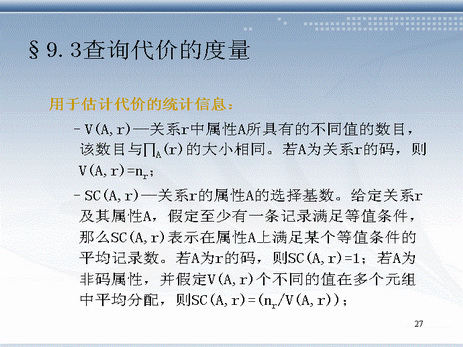 §9.3查询代价的度量
用于估计代价的统计信息：
–V(A,r)—关系r中属性A所具有的不同值的数目，
该数目与∏A(r)的大小相同。若A为关系r的码，则
V(A,r)=nr；
–SC(A,r)—关系r的属性A的选择基数。给定关系r
及其属性A，假定至少有一条记录满足等值条件，
那么SC(A,r)表示在属性A上满足某个等值条件的
平均记录数。若A为r的码，则SC(A,r)=1；若A为
非码属性，并假定V(A,r)个不同的值在多个元组
中平均分配，则SC(A,r)=(nr/V(A,r))；
27